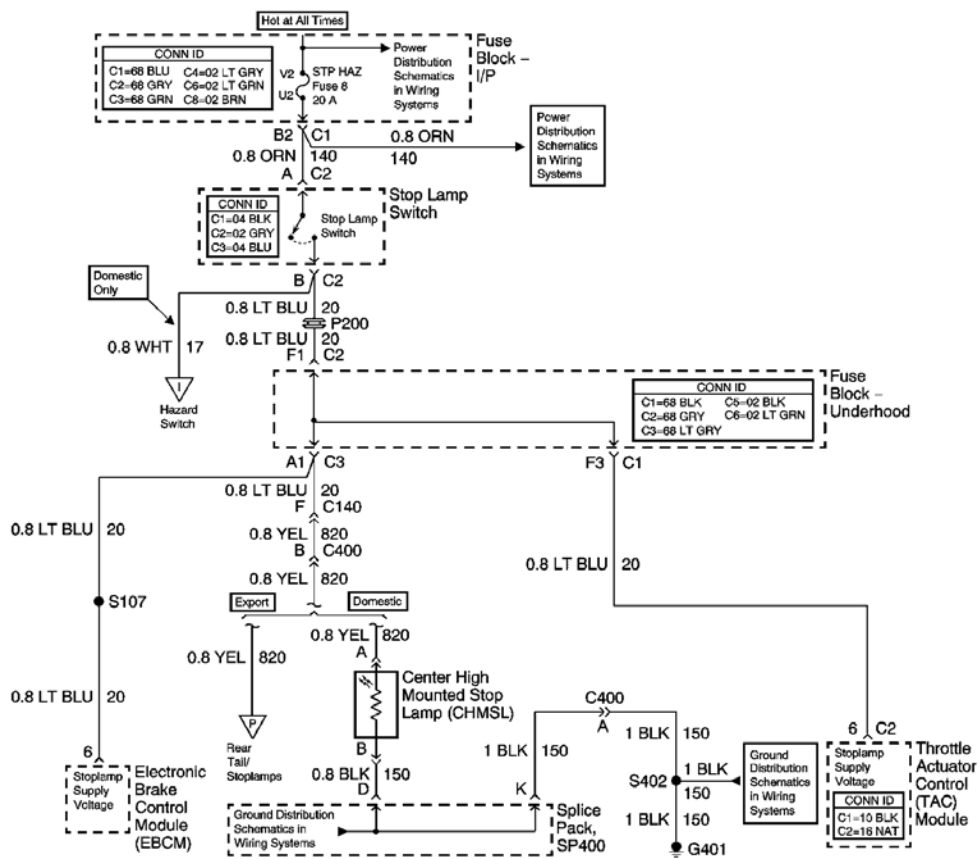 Hot at All Times
CONN ID
C1=68 BLU C4=02 LT GRY
C2=68 GRY C6=02 LT GRN
C3=68 GRN C8=02 BRN
V2
U2
STP HAZ
Fuse 8
20 A
Power
Distribution
Schematics
in Wiring
Systems
Fuse
Block –
I/P
B2 C1
0.8 ORN 140
0.8 ORN
140
A C2
Power
Distribution
Schematics
in Wiring
Systems
CONN ID
C1=04 BLK
C2=02 GRY
C3=04 BLU
Stop Lamp
Switch
Stop Lamp
Switch
B C2
Domestic
Only
0.8 WHT 17
I
Hazard
Switch
0.8 LT BLU 20
P200
0.8 LT BLU 20
F1 C2
CONN ID
C1=68 BLK C5=02 BLK
C2=68 GRY C6=02 LT GRN
C3=68 LT GRY
Fuse
Block –
Underhood
A1 C3
F3 C1
0.8 LT BLU 20
F C140
0.8 YEL 820
B C400
0.8 YEL 820
0.8 LT BLU 20
S107
0.8 LT BLU 20
0.8 LT BLU 20
Export
Domestic
0.8 YEL 820
0.8 YEL 820
A
P
Rear
Tail/
Stoplamps
Center High
Mounted Stop
Lamp (CHMSL)
B
0.8 BLK 150
D
1 BLK 150
K
C400
A
1 BLK 150
S402
1 BLK
150
1 BLK 150
G401
Ground
Distribution
Schematics
in Wiring
Systems
6
Stoplamp
Supply
Voltage
Electronic
Brake
Control
Module
(EBCM)
Ground Distribution
Schematics in
Wiring Systems
Splice
Pack,
SP400
6 C2
Stoplamp
Supply
Voltage
CONN ID
C1=10 BLK
C2=16 NAT
Throttle
Actuator
Control
(TAC)
Module